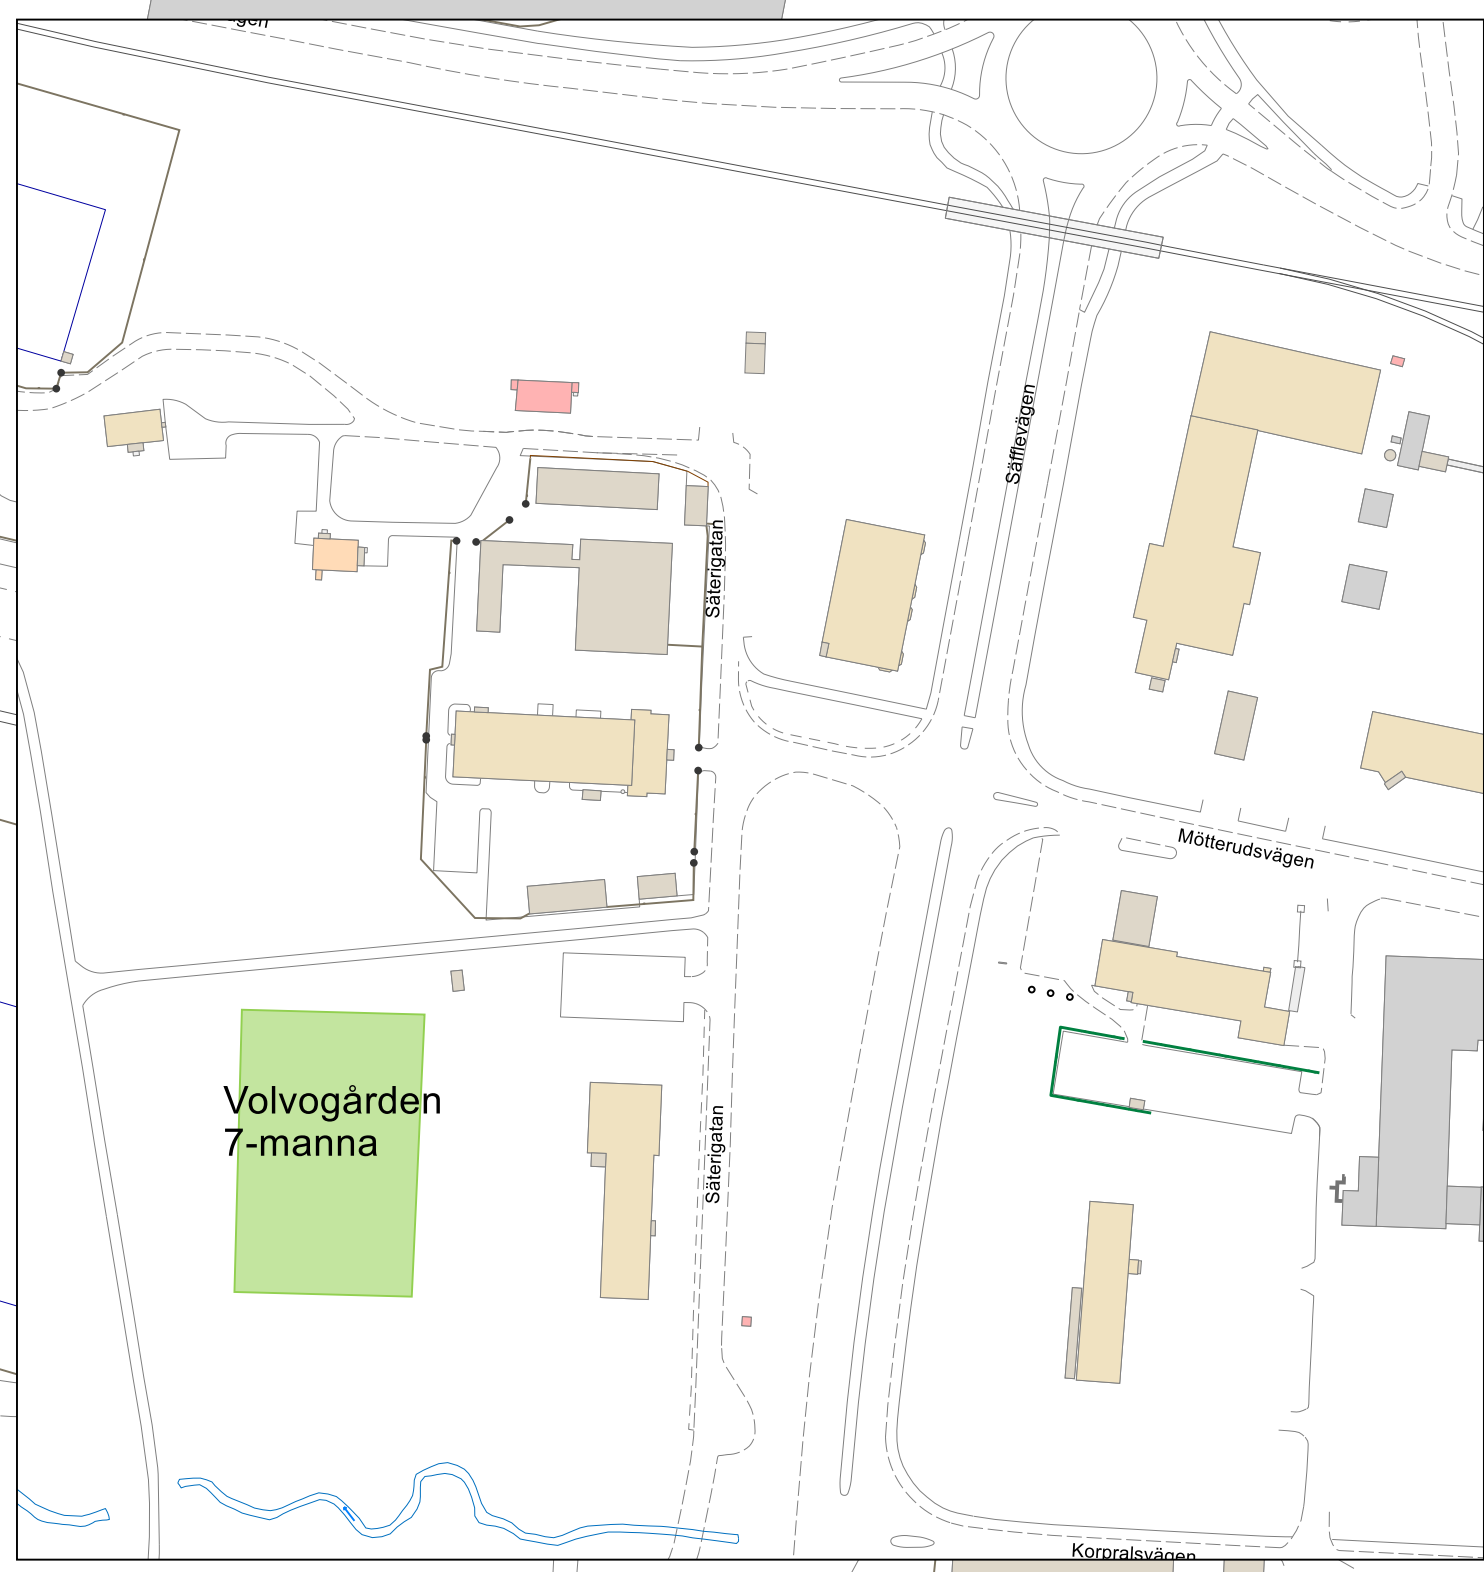 Säfflevägen
Säterigatan
Mötterudsvägen
Volvogården
7-manna
Säterigatan
Korpralsvägen